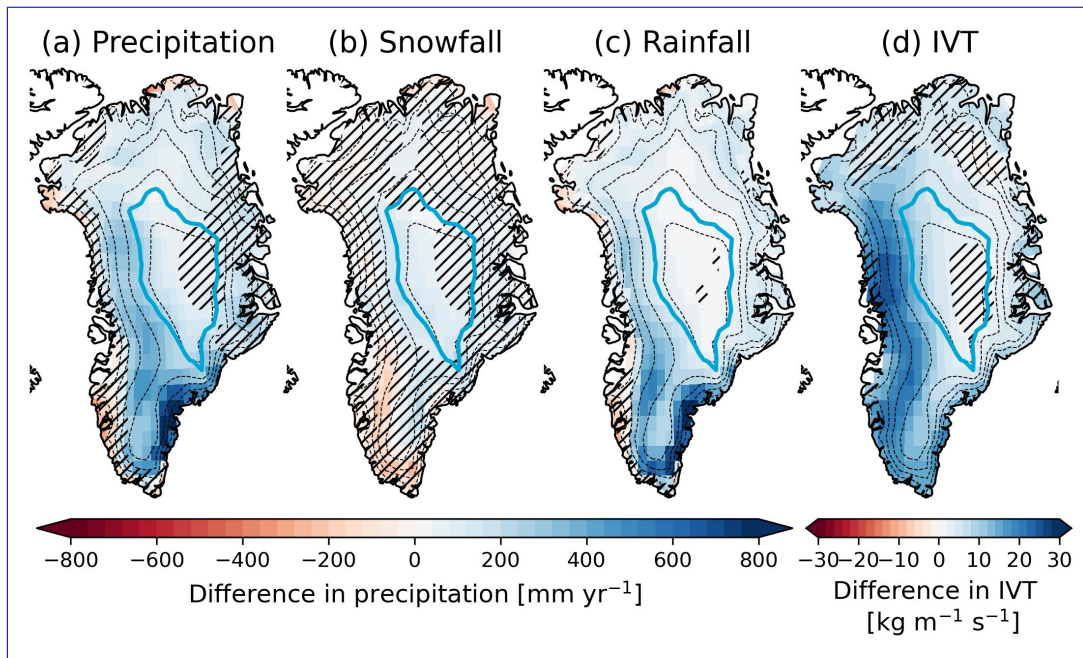 (a) Precipitation (b) Snowfall (c) Rainfall (d) IVT
−800 −600 −400 −200 0 200 400 600 800
Difference in precipitation [mm yr⁻¹]
−30 −20 −10 0 10 20 30
Difference in IVT
[kg m⁻¹ s⁻¹]